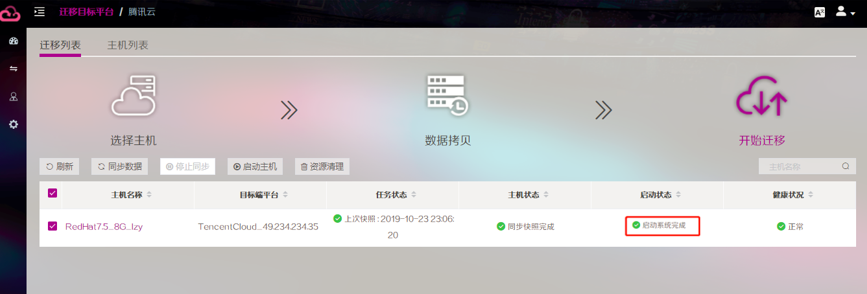 迁移目标平台 / 腾讯云
迁移列表 主机列表
选择主机 数据拷贝 开始迁移
刷新 同步数据 停止同步 启动主机 资源清理 主机名称
主机名称 目标端平台 任务状态 主机状态 启动状态 健康状况
RedHat7.5_8G_lzy TencentCloud_49.234.234.35 上次快照 : 2019-10-23 23:06:20 同步快照完成 启动系统完成 正常